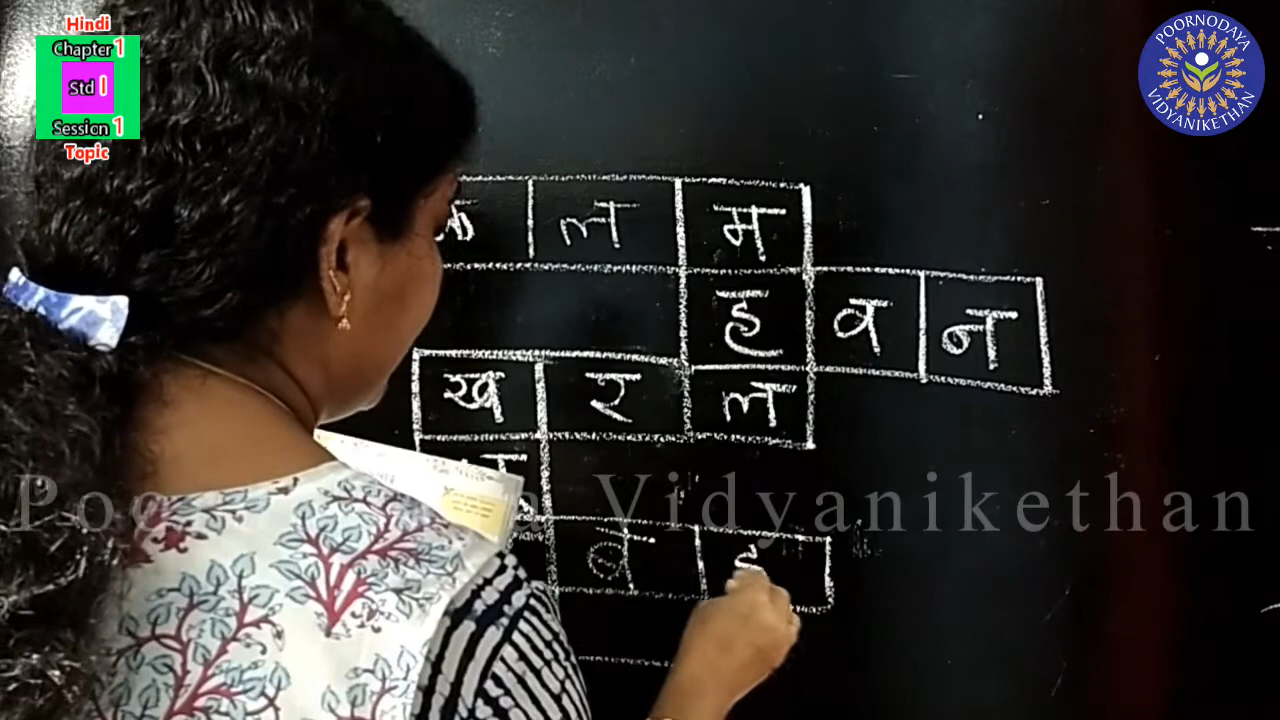 Hindi
Chapter 1
Std I
Session 1
Topic
POORNODAYA
VIDYANIKETHAN
ल म
ह व न
ख र ल
Vidyanikethan
ब